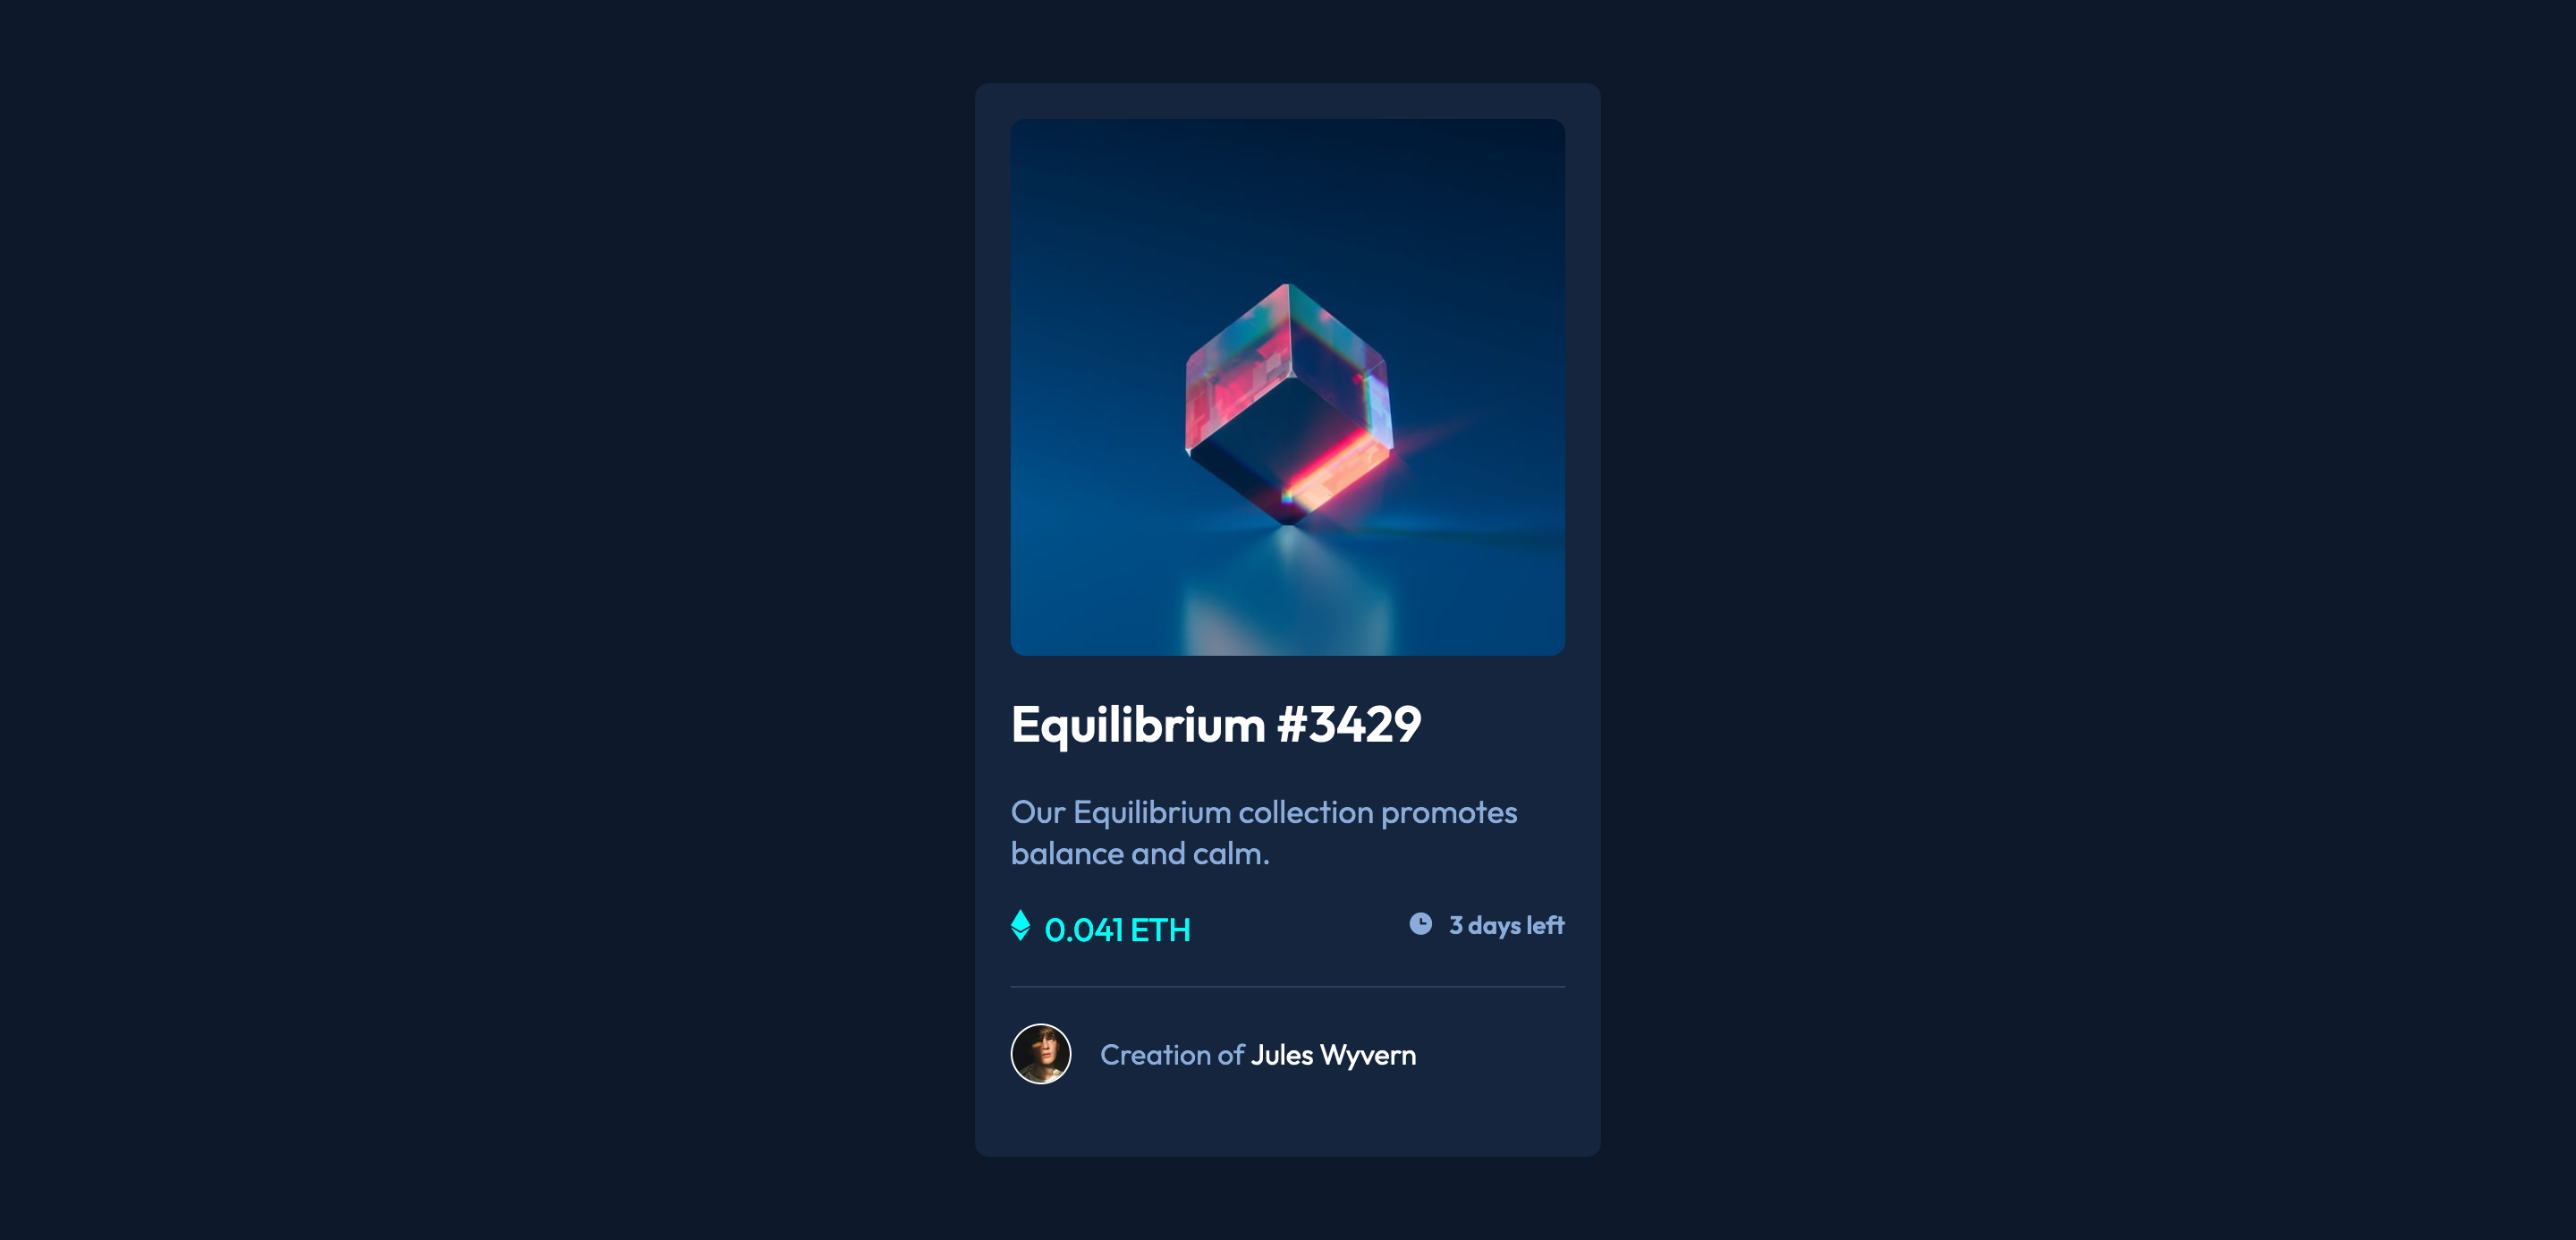 Equilibrium #3429
Our Equilibrium collection promotes
balance and calm.
0.041 ETH
3 days left
Creation of Jules Wyvern